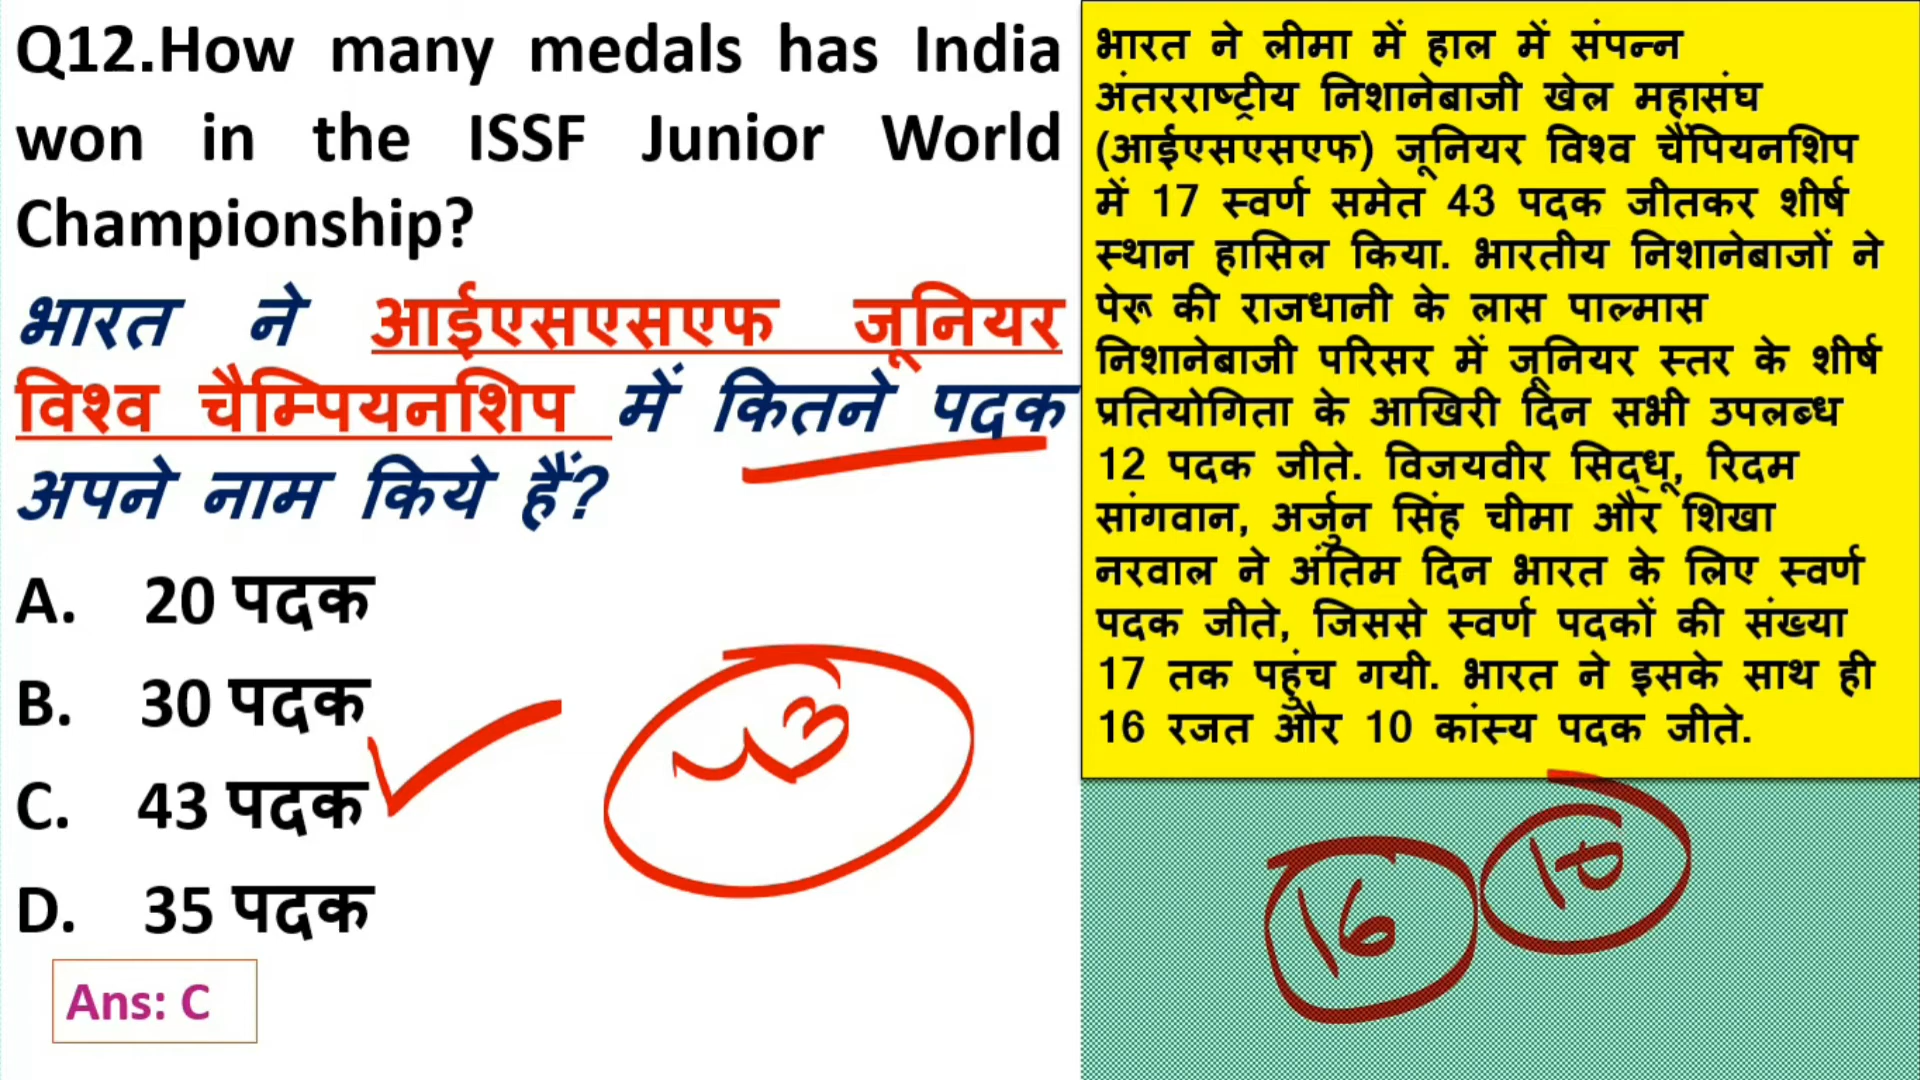 Q12.How many medals has India
won in the ISSF Junior World
Championship?
भारत ने आईएसएसएफ जूनियर
विश्व चैम्पियनशिप में कितने पदक
अपने नाम किये हैं?
A. 20 पदक
B. 30 पदक
C. 43 पदक
D. 35 पदक
Ans: C
43
भारत ने लीमा में हाल में संपन्न
अंतरराष्ट्रीय निशानेबाजी खेल महासंघ
(आईएसएसएफ) जूनियर विश्व चैंपियनशिप
में 17 स्वर्ण समेत 43 पदक जीतकर शीर्ष
स्थान हासिल किया. भारतीय निशानेबाजों ने
पेरू की राजधानी के लास पाल्मास
निशानेबाजी परिसर में जूनियर स्तर के शीर्ष
प्रतियोगिता के आखिरी दिन सभी उपलब्ध
12 पदक जीते. विजयवीर सिद्धू, रिदम
सांगवान, अर्जुन सिंह चीमा और शिखा
नरवाल ने अंतिम दिन भारत के लिए स्वर्ण
पदक जीते, जिससे स्वर्ण पदकों की संख्या
17 तक पहुंच गयी. भारत ने इसके साथ ही
16 रजत और 10 कांस्य पदक जीते.
16 10